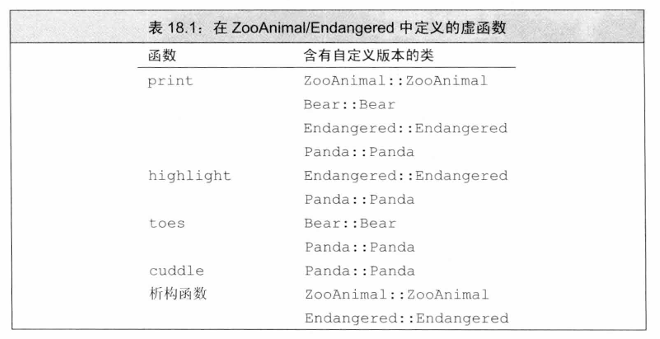 表 18.1：在 ZooAnimal/Endangered 中定义的虚函数
函数 含有自定义版本的类
print ZooAnimal::ZooAnimal
Bear::Bear
Endangered::Endangered
Panda::Panda
highlight Endangered::Endangered
Panda::Panda
toes Bear::Bear
Panda::Panda
cuddle Panda::Panda
析构函数 ZooAnimal::ZooAnimal
Endangered::Endangered